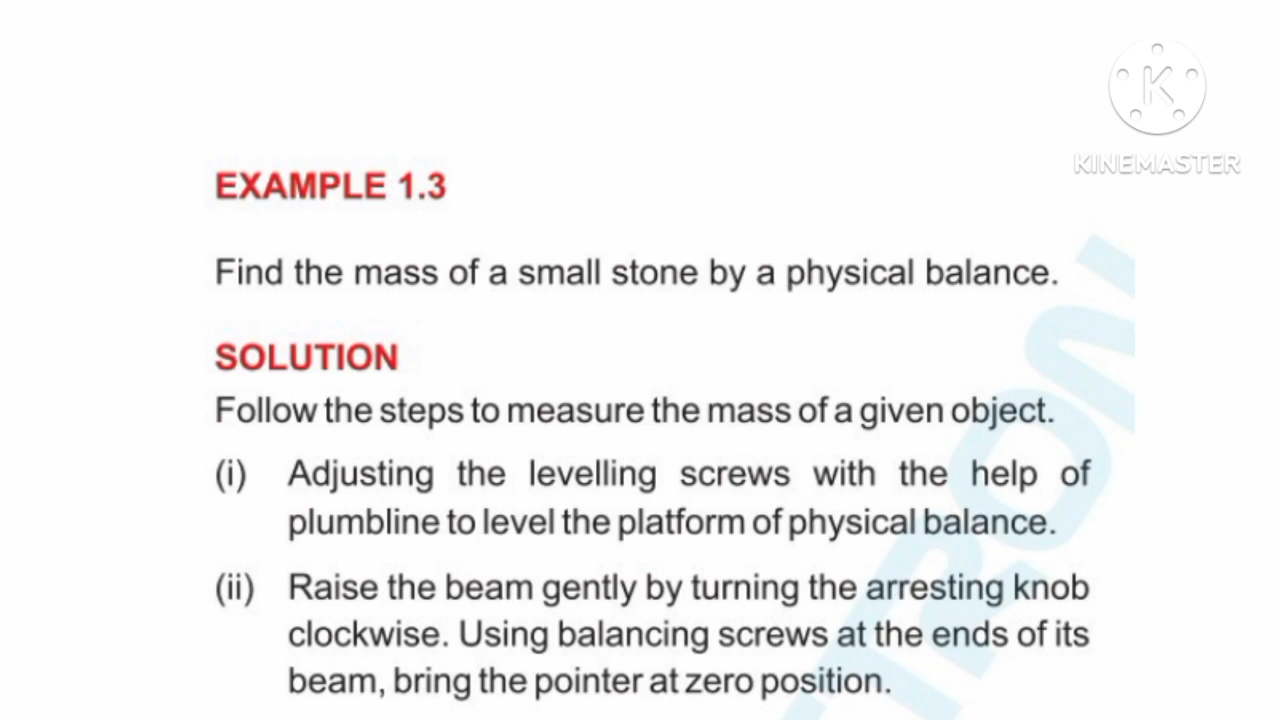 K
KINEMASTER
EXAMPLE 1.3
Find the mass of a small stone by a physical balance.
SOLUTION
Follow the steps to measure the mass of a given object.
(i) Adjusting the levelling screws with the help of
plumbline to level the platform of physical balance.
(ii) Raise the beam gently by turning the arresting knob
clockwise. Using balancing screws at the ends of its
beam, bring the pointer at zero position.